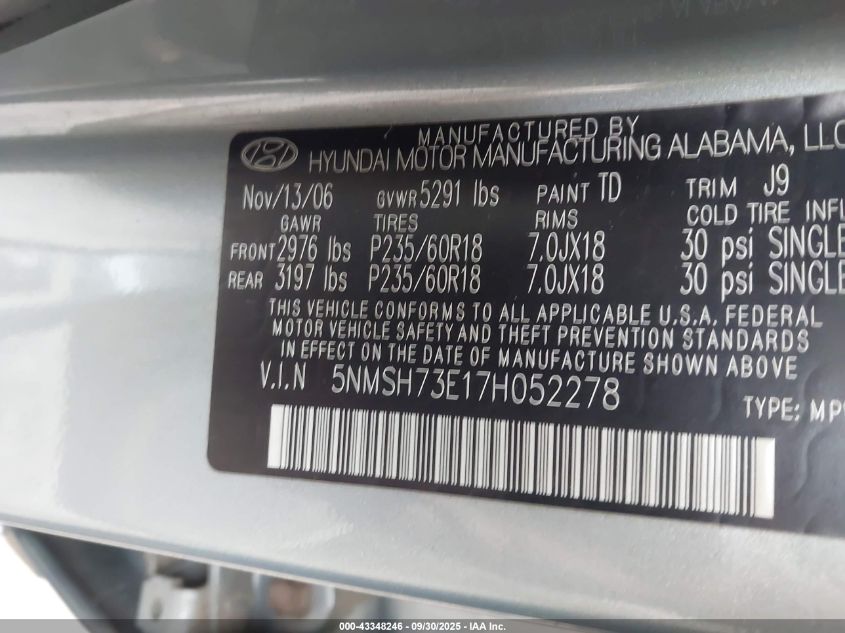 MANUFACTURED BY
HYUNDAI MOTOR MANUFACTURING ALABAMA, LLC
Nov/13/06 GVWR 5291 lbs PAINT TD TRIM J9
GAWR TIRES RIMS COLD TIRE INFL
FRONT 2976 lbs P235/60R18 7.0JX18 30 psi SINGLE
REAR 3197 lbs P235/60R18 7.0JX18 30 psi SINGLE
THIS VEHICLE CONFORMS TO ALL APPLICABLE U.S.A. FEDERAL
MOTOR VEHICLE SAFETY AND THEFT PREVENTION STANDARDS
IN EFFECT ON THE DATE OF MANUFACTURE SHOWN ABOVE
V.I.N 5NMSH73E17H052278
TYPE: MPV
000-43348246 - 09/30/2025 - IAA Inc.